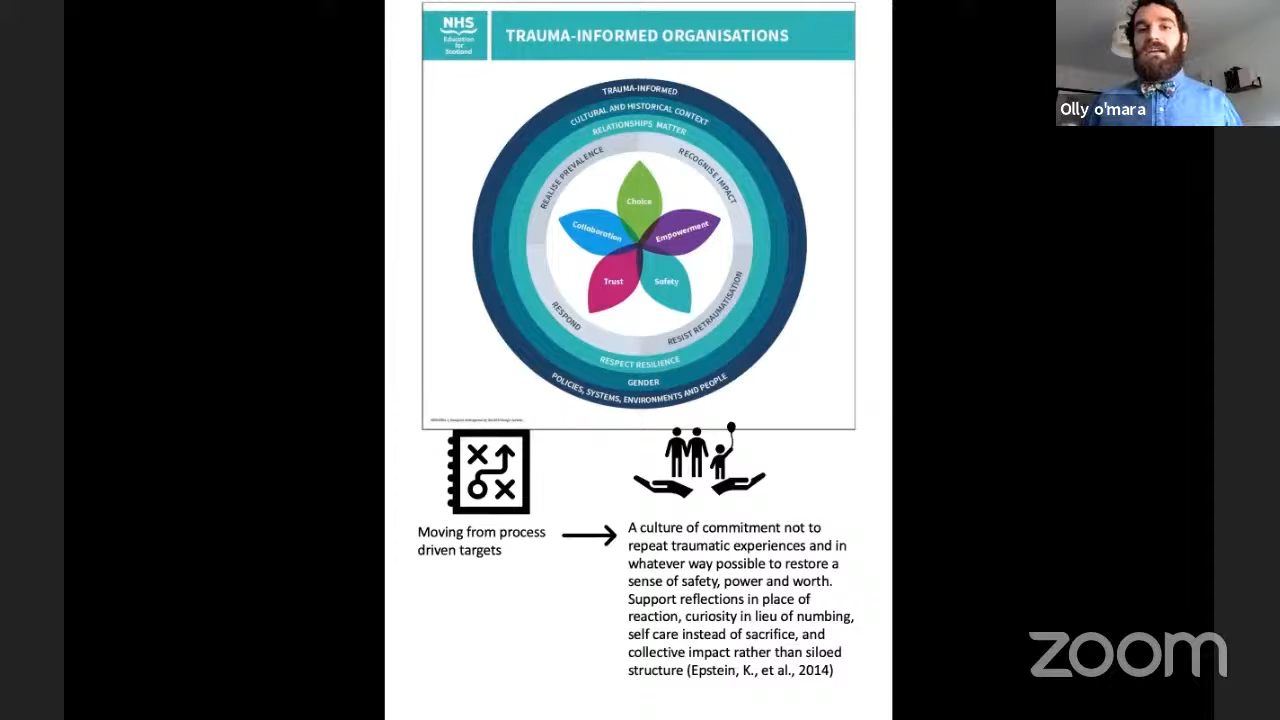 NHS
Education
for
Scotland
TRAUMA-INFORMED ORGANISATIONS
Olly o'mara
TRAUMA-INFORMED
CULTURAL AND HISTORICAL CONTEXT
RELATIONSHIPS MATTER
REALISE PREVALENCE
RECOGNISE IMPACT
Choice
Collaboration
Empowerment
Trust
Safety
RESPOND
RESIST RETRAUMATISATION
RESPECT RESILIENCE
GENDER
POLICIES, SYSTEMS, ENVIRONMENTS AND PEOPLE
Moving from process
driven targets
A culture of commitment not to
repeat traumatic experiences and in
whatever way possible to restore a
sense of safety, power and worth.
Support reflections in place of
reaction, curiosity in lieu of numbing,
self care instead of sacrifice, and
collective impact rather than siloed
structure (Epstein, K., et al., 2014)
zoom